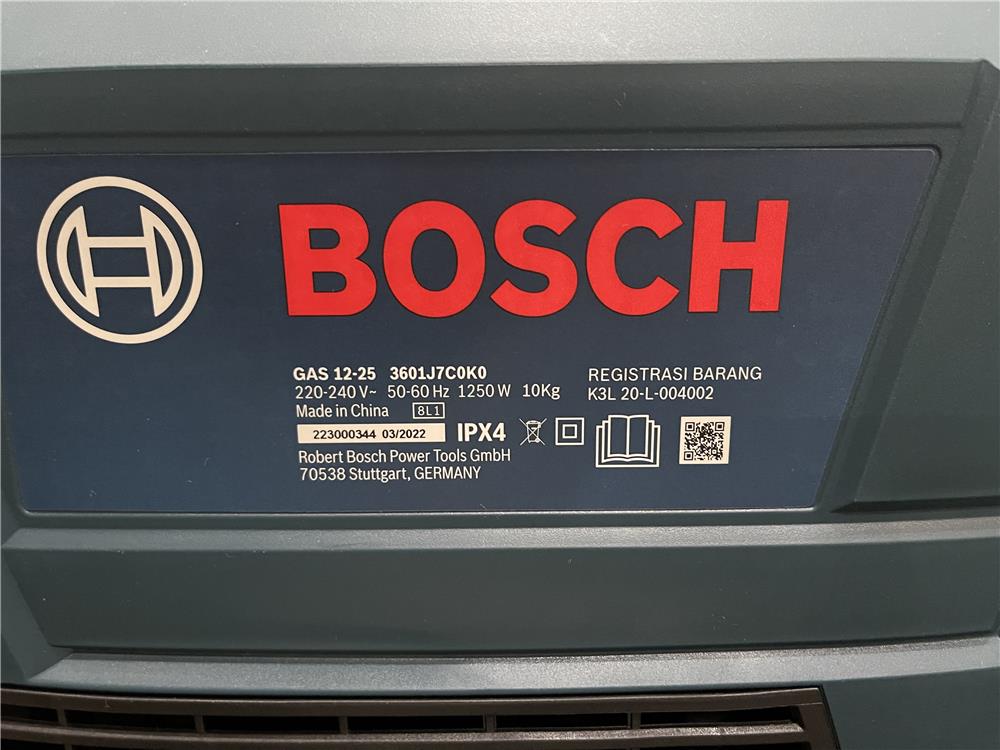 BOSCH
GAS 12-25 3601J7C0K0
220-240 V~ 50-60 Hz 1250 W 10Kg
Made in China 8L1
223000344 03/2022 IPX4
Robert Bosch Power Tools GmbH
70538 Stuttgart, GERMANY
REGISTRASI BARANG
K3L 20-L-004002